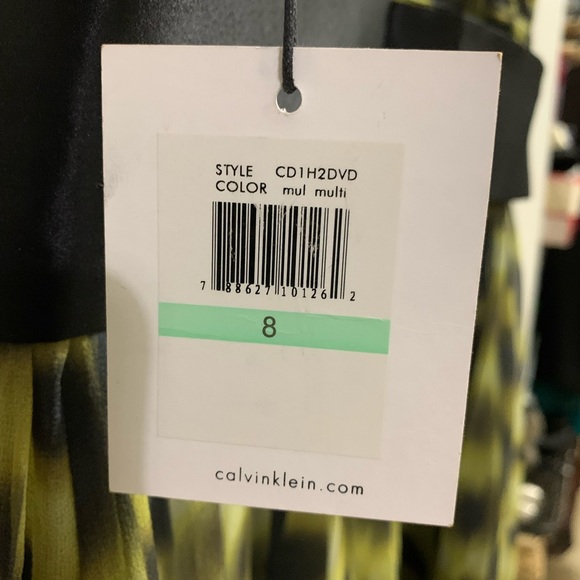 STYLE CD1H2DVD
COLOR mul multi
7 88627 10126 2
8
calvinklein.com